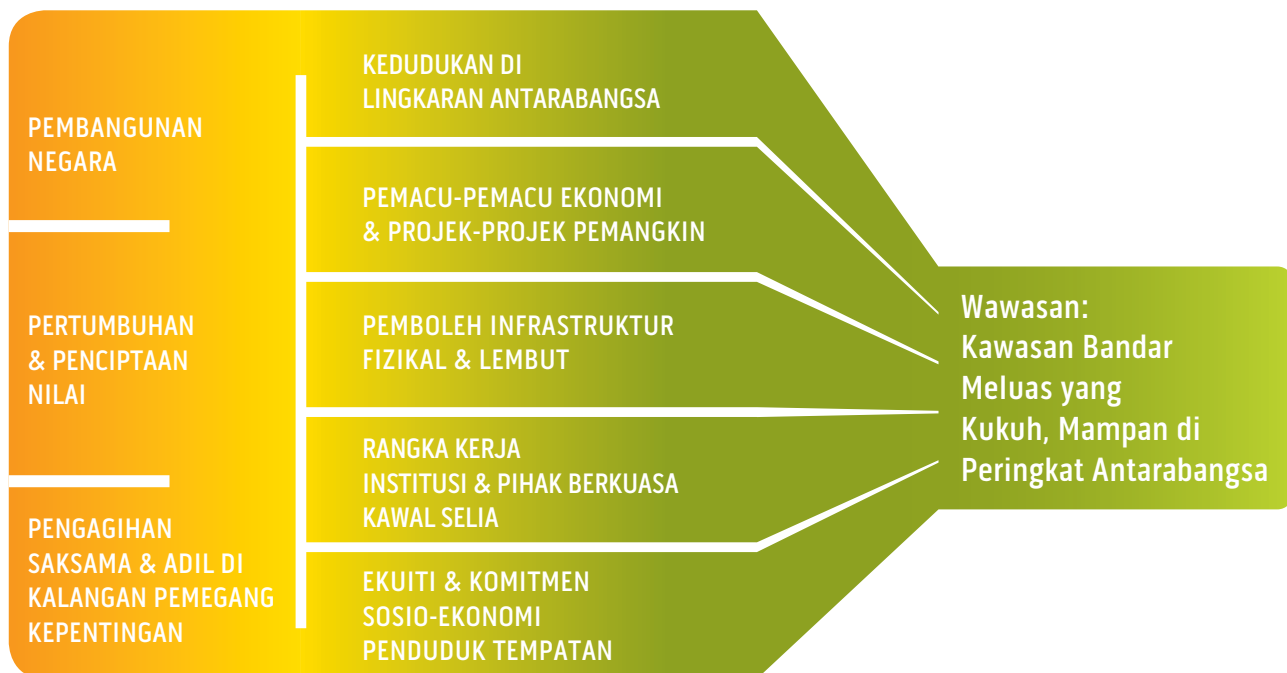 PEMBANGUNAN
NEGARA
PERTUMBUHAN
& PENCIPTAAN
NILAI
PENGAGIHAN
SAKSAMA & ADIL DI
KALANGAN PEMEGANG
KEPENTINGAN
KEDUDUKAN DI
LINGKARAN ANTARABANGSA
PEMACU-PEMACU EKONOMI
& PROJEK-PROJEK PEMANGKIN
PEMBOLEH INFRASTRUKTUR
FIZIKAL & LEMBUT
RANGKA KERJA
INSTITUSI & PIHAK BERKUASA
KAWAL SELIA
EKUITI & KOMITMEN
SOSIO-EKONOMI
PENDUDUK TEMPATAN
Wawasan:
Kawasan Bandar
Meluas yang
Kukuh, Mampan di
Peringkat Antarabangsa